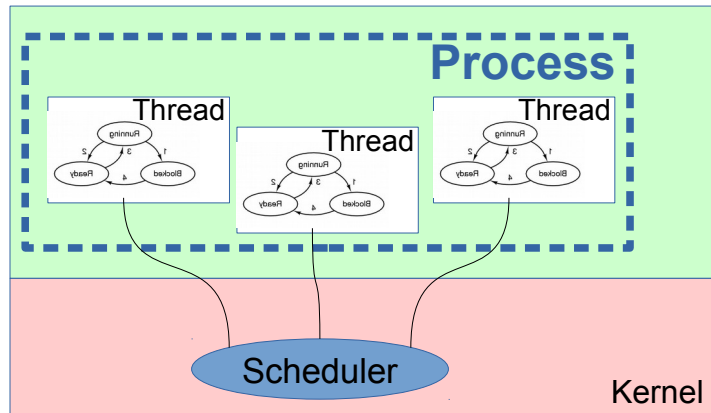 Process
Thread
Running
2
3
1
Ready
4
Blocked
Thread
Running
2
3
1
Ready
4
Blocked
Thread
Running
2
3
1
Ready
4
Blocked
Scheduler
Kernel